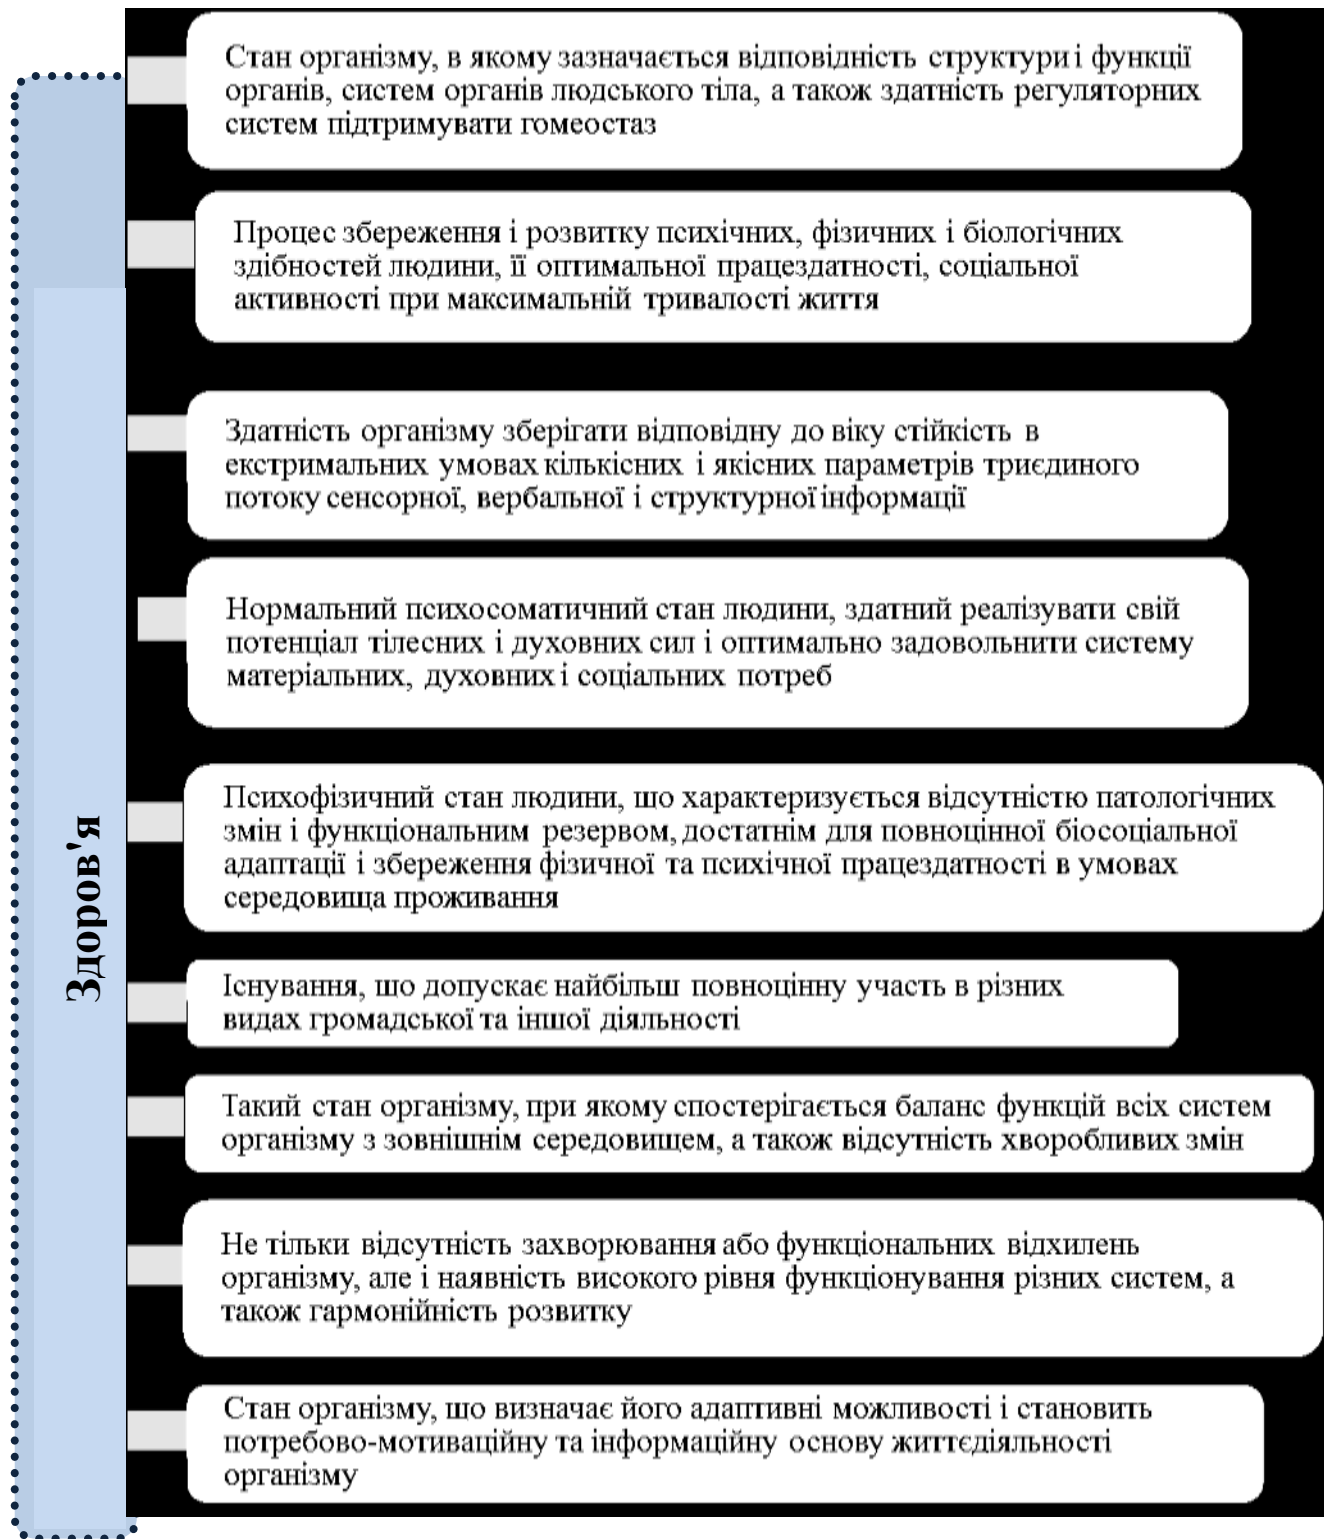 Здоров'я
Стан організму, в якому зазначається відповідність структури і функції
органів, систем органів людського тіла, а також здатність регуляторних
систем підтримувати гомеостаз
Процес збереження і розвитку психічних, фізичних і біологічних
здібностей людини, її оптимальної працездатності, соціальної
активності при максимальній тривалості життя
Здатність організму зберігати відповідну до віку стійкість в
екстримальних умовах кількісних і якісних параметрів триєдиного
потоку сенсорної, вербальної і структурної інформації
Нормальний психосоматичний стан людини, здатний реалізувати свій
потенціал тілесних і духовних сил і оптимально задовольнити систему
матеріальних, духовних і соціальних потреб
Психофізичний стан людини, що характеризується відсутністю патологічних
змін і функціональним резервом, достатнім для повноцінної біосоціальної
адаптації і збереження фізичної та психічної працездатності в умовах
середовища проживання
Існування, що допускає найбільш повноцінну участь в різних
видах громадської та іншої діяльності
Такий стан організму, при якому спостерігається баланс функцій всіх систем
організму з зовнішнім середовищем, а також відсутність хворобливих змін
Не тільки відсутність захворювання або функціональних відхилень
організму, але і наявність високого рівня функціонування різних систем, а
також гармонійність розвитку
Стан організму, що визначає його адаптивні можливості і становить
потребово-мотиваційну та інформаційну основу життєдіяльності
організму